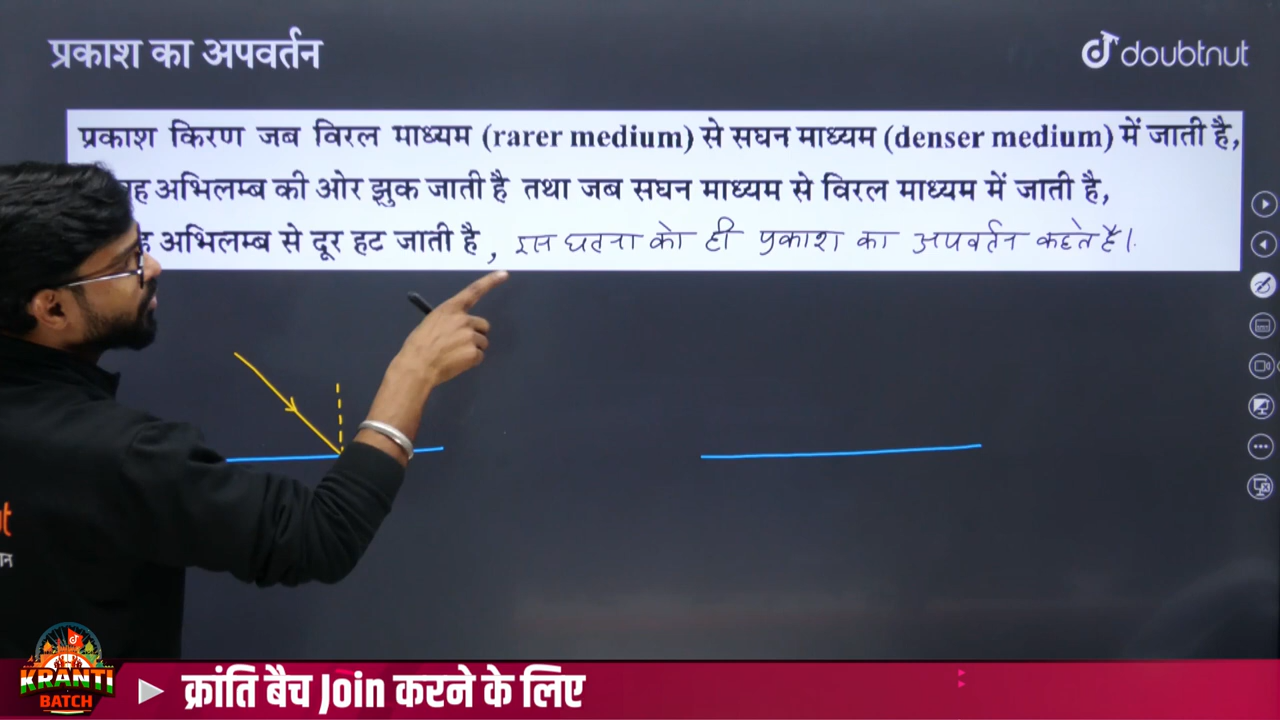 प्रकाश का अपवर्तन
doubtnut
प्रकाश किरण जब विरल माध्यम (rarer medium) से सघन माध्यम (denser medium) में जाती है,
अभिलम्ब की ओर झुक जाती है तथा जब सघन माध्यम से विरल माध्यम में जाती है,
अभिलम्ब से दूर हट जाती है , इस घटना को ही प्रकाश का अपवर्तन कहते है।
KRANTI
BATCH
क्रांति बैच Join करने के लिए